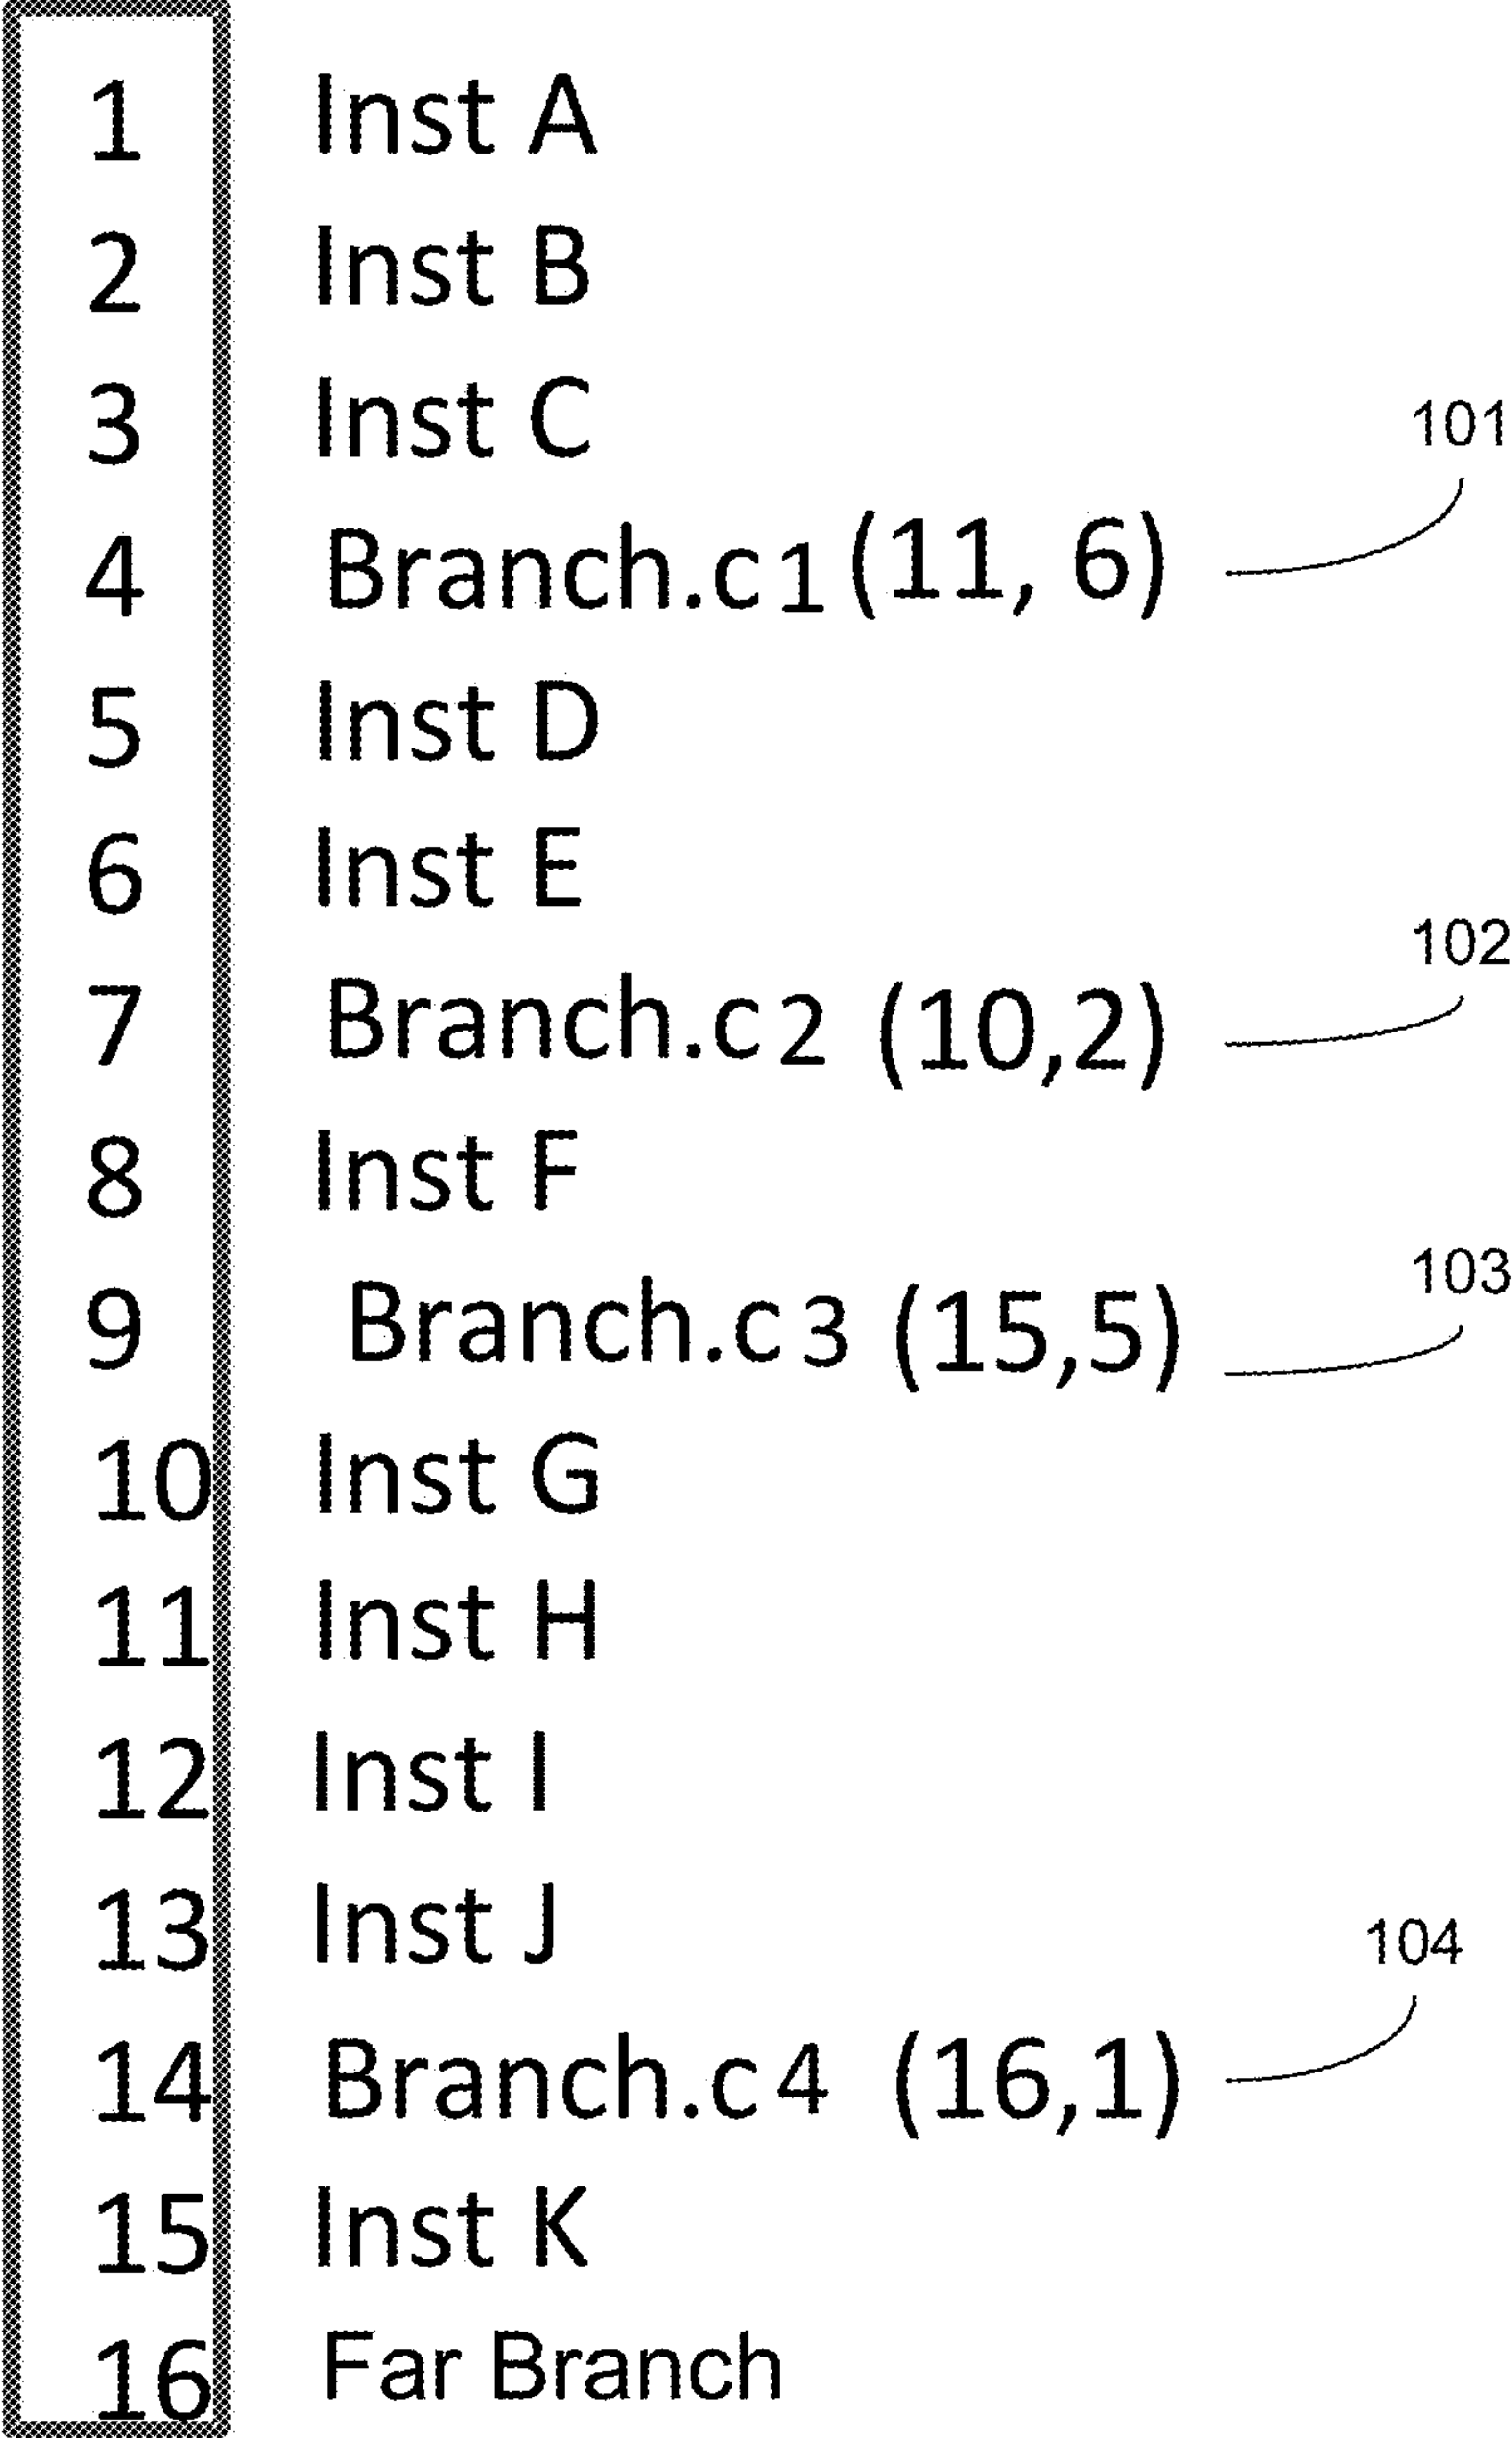 1 Inst A
2 Inst B
3 Inst C
101
4 Branch.c1 (11, 6)
5 Inst D
6 Inst E
102
7 Branch.c2 (10,2)
8 Inst F
103
9 Branch.c3 (15,5)
10 Inst G
11 Inst H
12 Inst I
13 Inst J
104
14 Branch.c4 (16,1)
15 Inst K
16 Far Branch